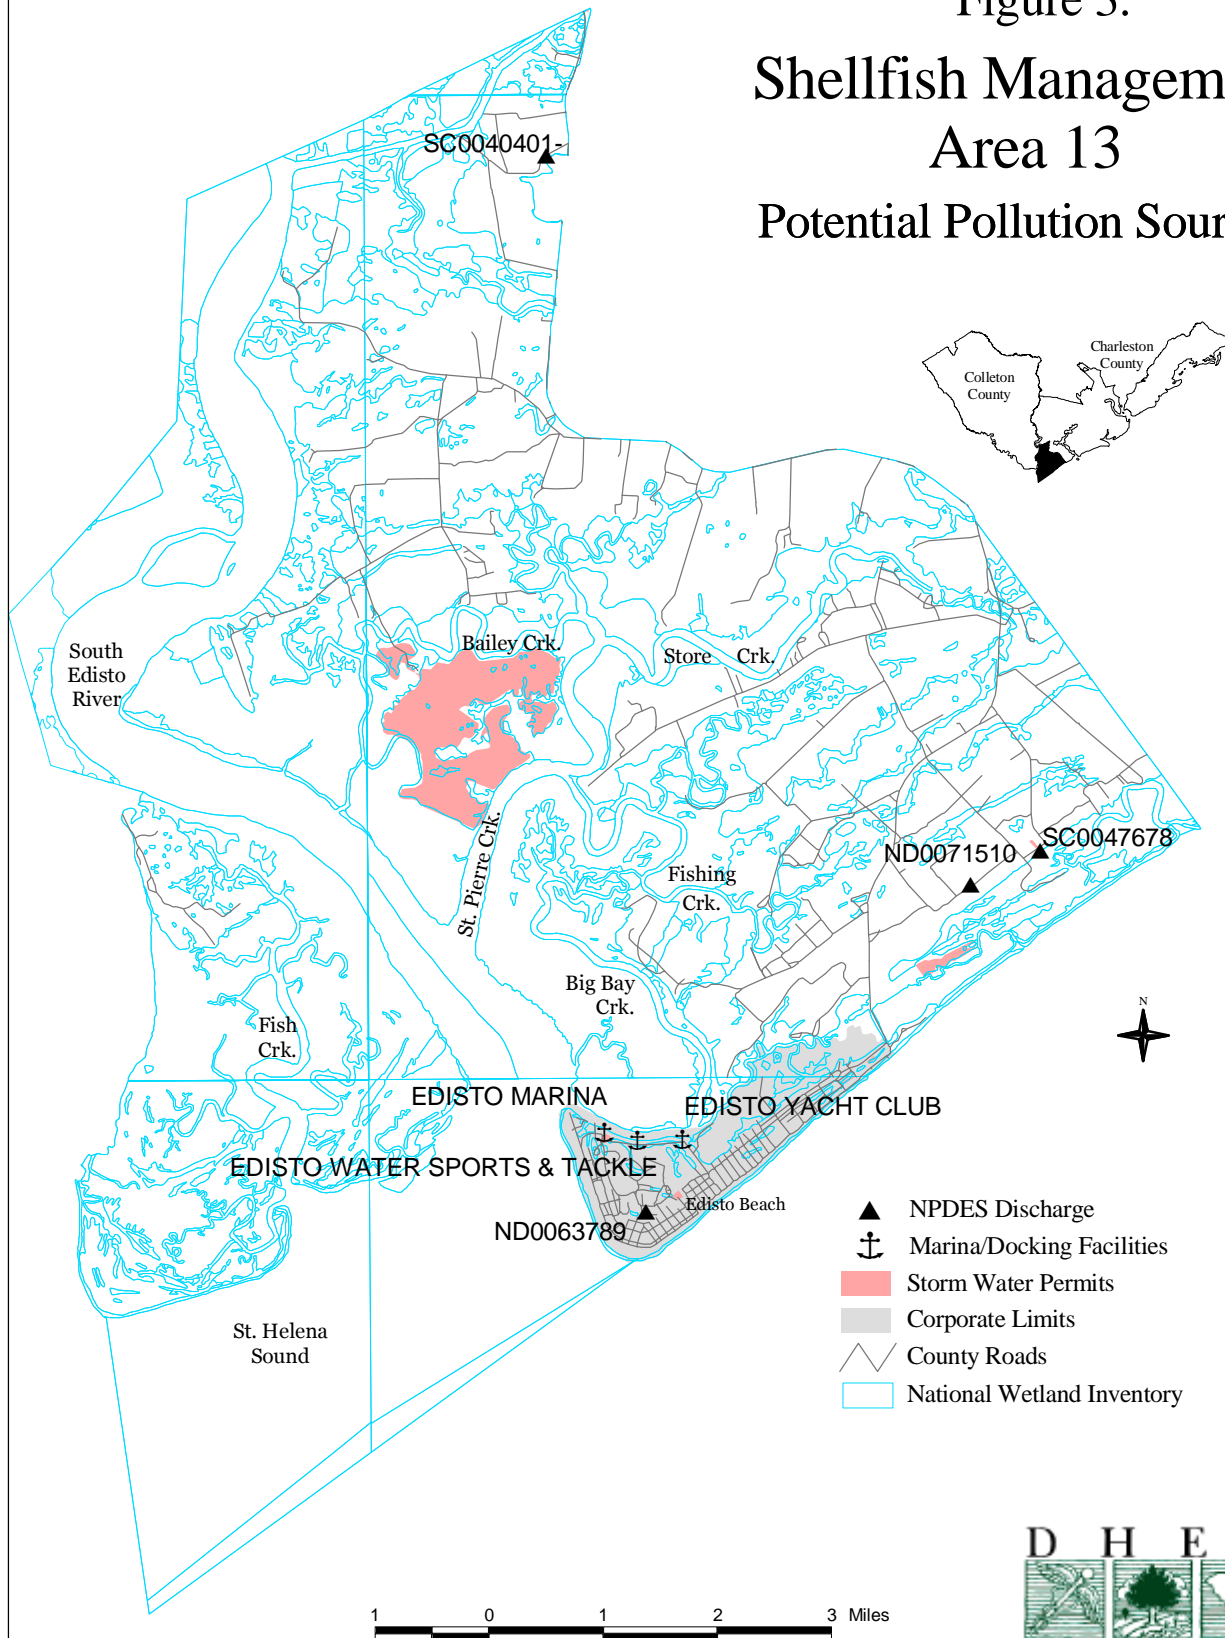 Figure 3.
Shellfish Managem
Area 13
Potential Pollution Sour
SC0040401-
Charleston
County
Colleton
County
South
Edisto
River
Bailey Crk.
Store Crk.
St. Pierre Crk.
SC0047678
ND0071510
Fishing
Crk.
Big Bay
Crk.
Fish
Crk.
N
EDISTO MARINA
EDISTO YACHT CLUB
EDISTO WATER SPORTS & TACKLE
Edisto Beach
ND0063789
St. Helena
Sound
NPDES Discharge
Marina/Docking Facilities
Storm Water Permits
Corporate Limits
County Roads
National Wetland Inventory
D H E
1 0 1 2 3 Miles